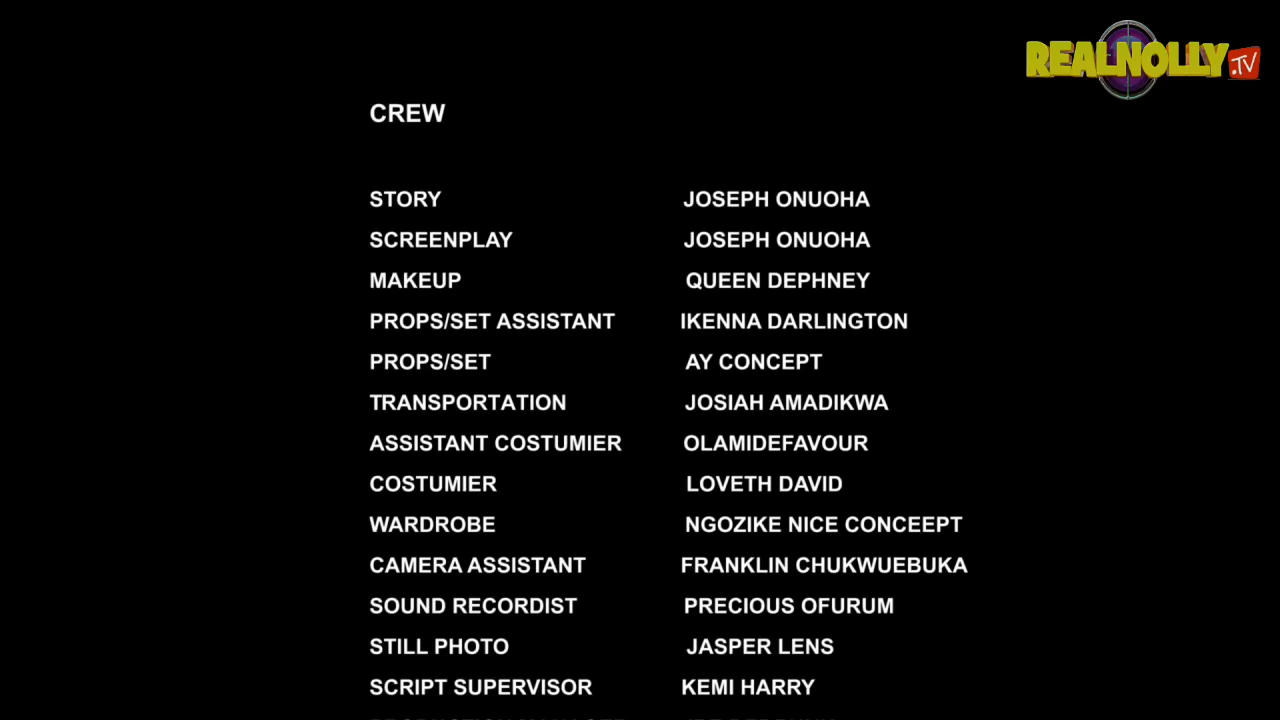 REALNOLLY.TV
CREW
STORY JOSEPH ONUOHA
SCREENPLAY JOSEPH ONUOHA
MAKEUP QUEEN DEPHNEY
PROPS/SET ASSISTANT IKENNA DARLINGTON
PROPS/SET AY CONCEPT
TRANSPORTATION JOSIAH AMADIKWA
ASSISTANT COSTUMIER OLAMIDEFAVOUR
COSTUMIER LOVETH DAVID
WARDROBE NGOZIKE NICE CONCEEPT
CAMERA ASSISTANT FRANKLIN CHUKWUEBUKA
SOUND RECORDIST PRECIOUS OFURUM
STILL PHOTO JASPER LENS
SCRIPT SUPERVISOR KEMI HARRY